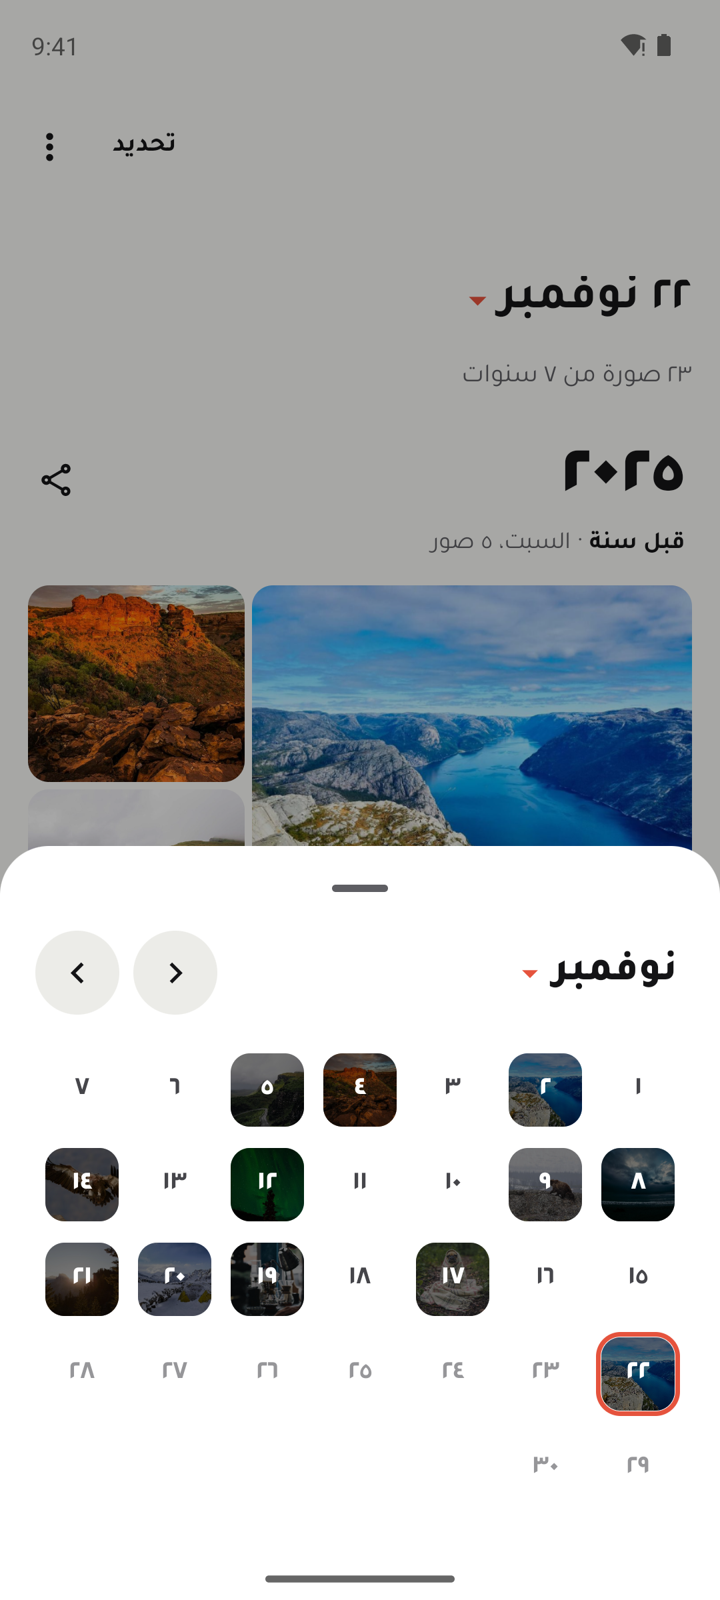 9:41
تحديد
٢٢ نوفمبر
٢٣ صورة من ٧ سنوات
٢٠٢٥
قبل سنة · السبت، ٥ صور
نوفمبر
١ ٢ ٣ ٤ ٥ ٦ ٧
٨ ٩ ١٠ ١١ ١٢ ١٣ ١٤
١٥ ١٦ ١٧ ١٨ ١٩ ٢٠ ٢١
٢٢ ٢٣ ٢٤ ٢٥ ٢٦ ٢٧ ٢٨
٢٩ ٣٠